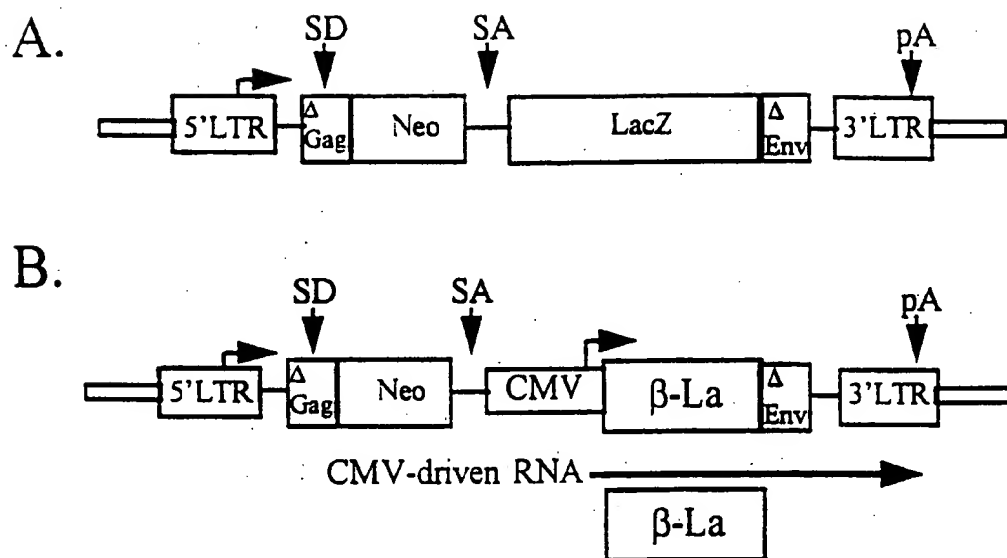 A.
SD SA pA
5'LTR Δ Gag Neo LacZ Δ Env 3'LTR
B.
SD SA pA
5'LTR Δ Gag Neo CMV β-La Δ Env 3'LTR
CMV-driven RNA
β-La